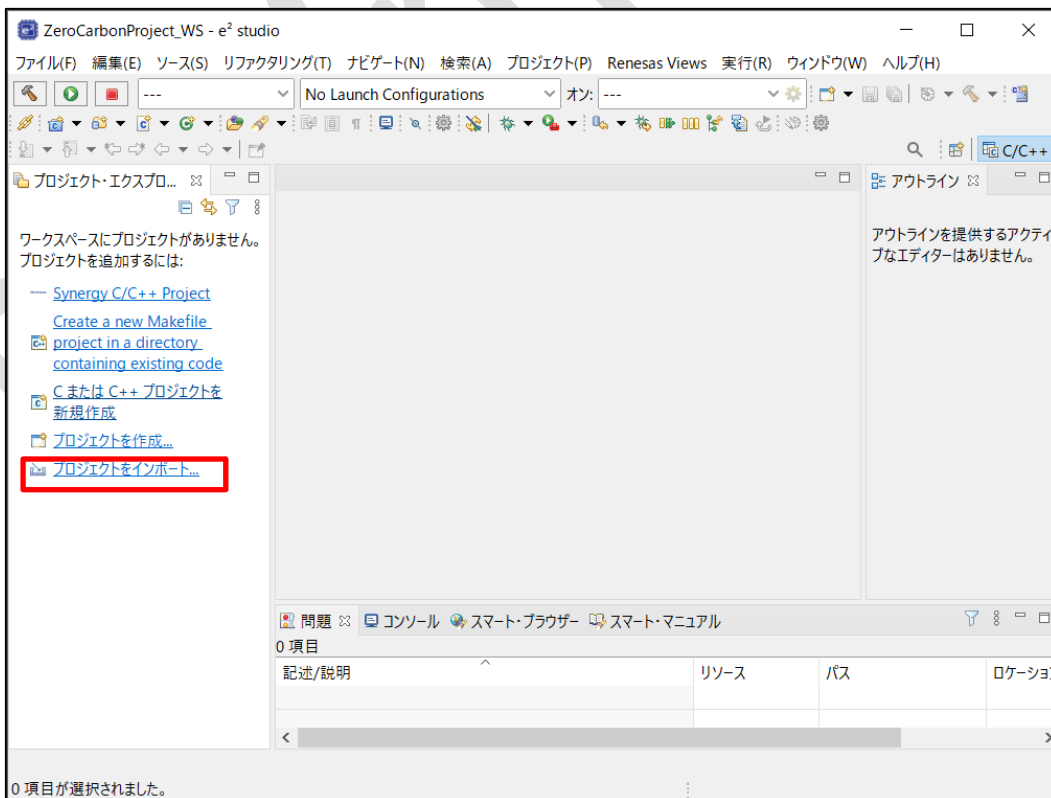 ZeroCarbonProject_WS - e² studio
ファイル(F) 編集(E) ソース(S) リファクタリング(T) ナビゲート(N) 検索(A) プロジェクト(P) Renesas Views 実行(R) ウィンドウ(W) ヘルプ(H)
--- No Launch Configurations オン: ---
C/C++
プロジェクト・エクスプロ...
アウトライン
ワークスペースにプロジェクトがありません。
プロジェクトを追加するには:
Synergy C/C++ Project
Create a new Makefile
project in a directory
containing existing code
C または C++ プロジェクトを
新規作成
プロジェクトを作成...
プロジェクトをインポート...
アウトラインを提供するアクティ
ブなエディターはありません。
問題 コンソール スマート・ブラウザー スマート・マニュアル
0 項目
記述/説明 リソース パス ロケーション
0 項目が選択されました。